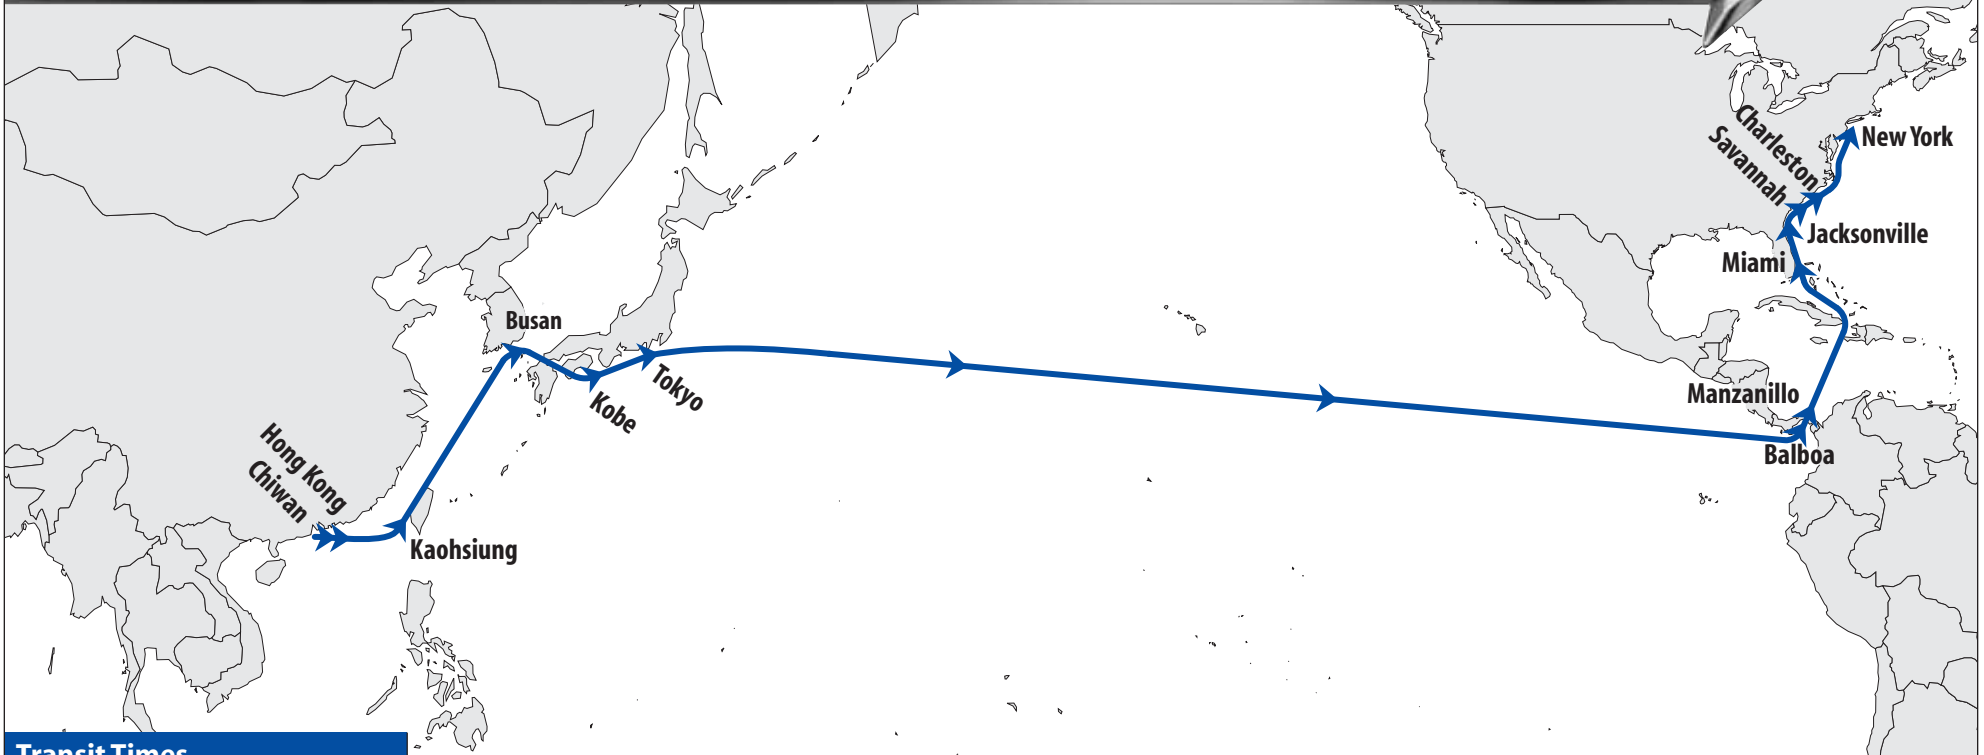 Charleston
Savannah
New York
Jacksonville
Miami
Busan
Tokyo
Kobe
Manzanillo
Balboa
Hong Kong
Chiwan
Kaohsiung
Transit Times